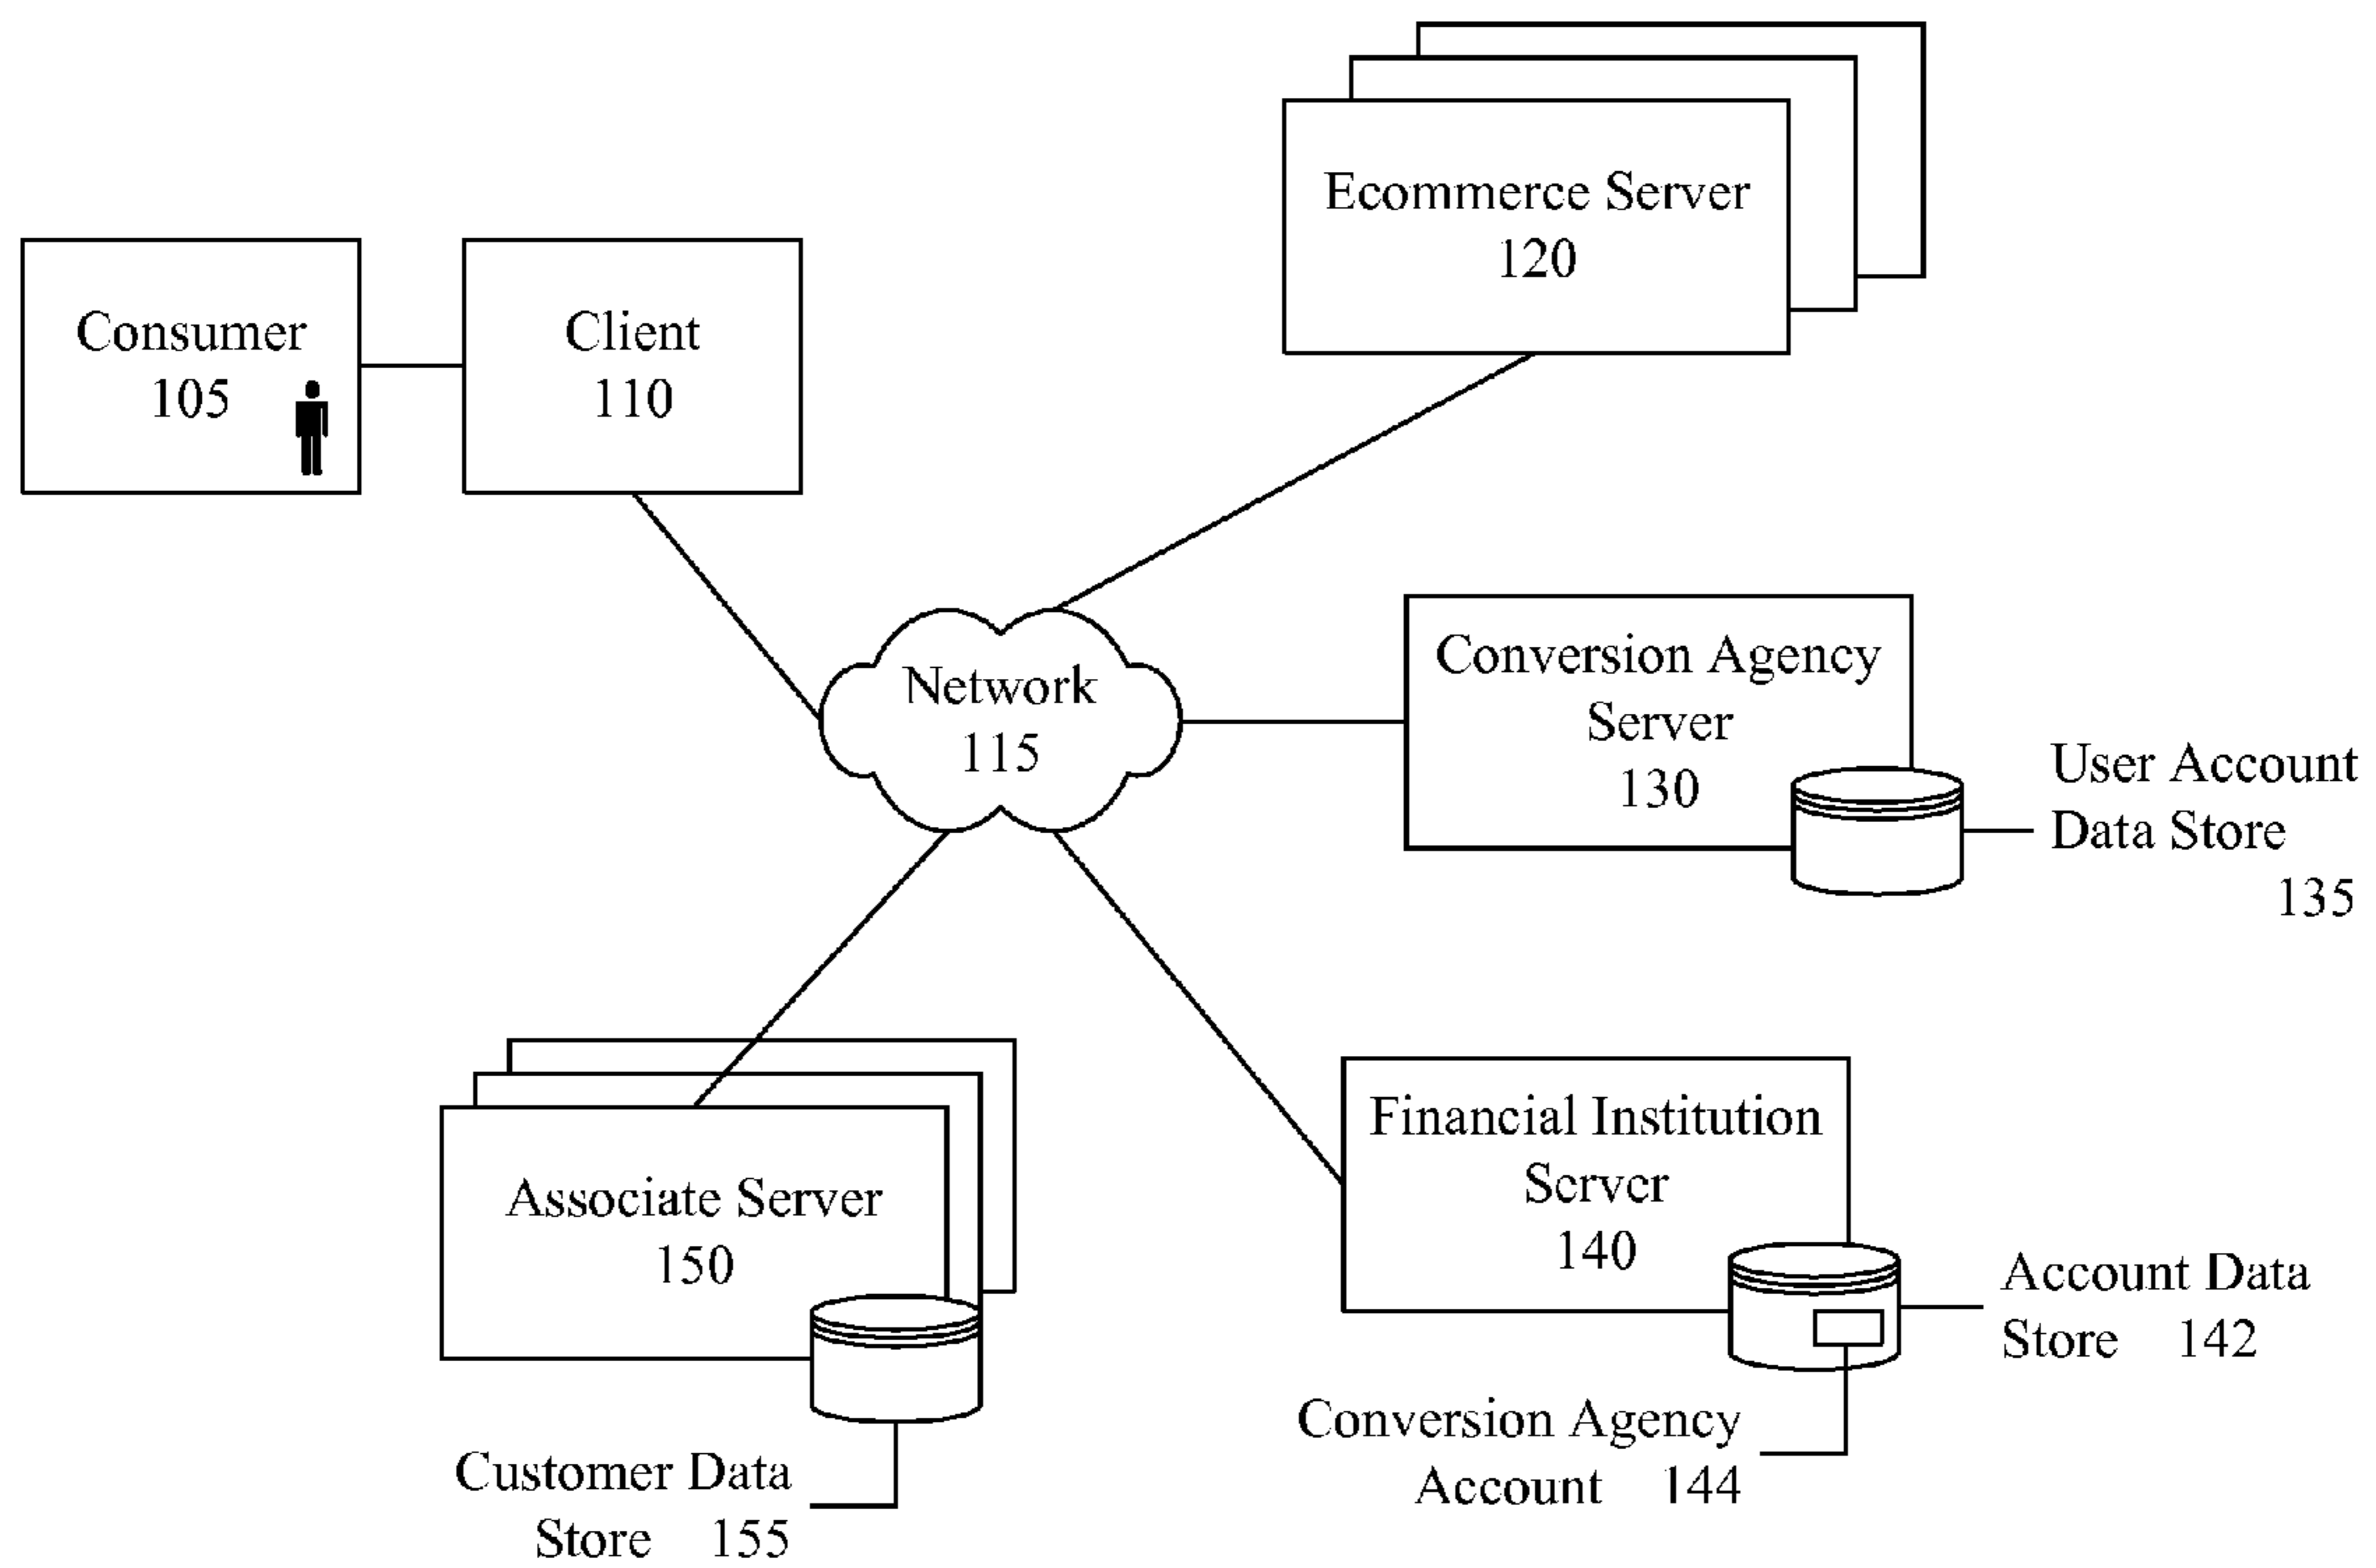 Ecommerce Server
120
Consumer
105
Client
110
Network
115
Conversion Agency
Server
130
User Account
Data Store
135
Associate Server
150
Customer Data
Store 155
Financial Institution
Server
140
Account Data
Store 142
Conversion Agency
Account 144